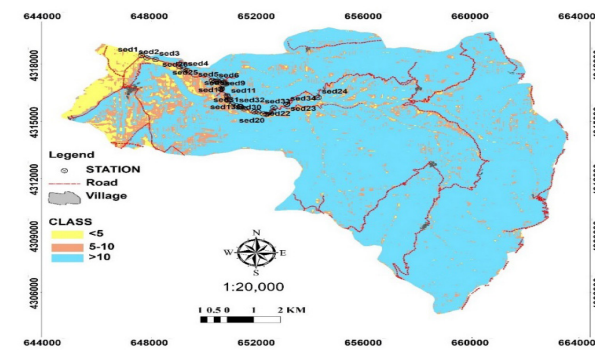 644000 648000 652000 656000 660000 664000
4318000
4315000
4312000
4309000
4306000
sed1 sed2 sed3
sed4
sed25 sed5 sed6
sed9
sed11
sed32 sed34 sed24
sed30 sed23
sed20 sed22
Legend
STATION
Road
Village
CLASS
<5
5-10
>10
N
W E
S
1:20,000
1 0.5 0 1 2 KM
644000 648000 652000 656000 660000 664000